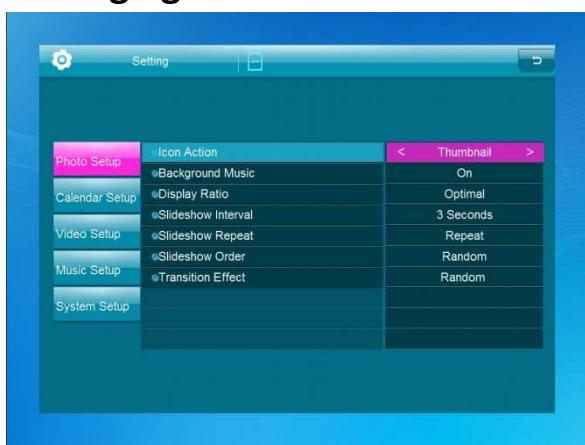 Setting
Photo Setup
Calendar Setup
Video Setup
Music Setup
System Setup
Icon Action < Thumbnail >
Background Music On
Display Ratio Optimal
Slideshow Interval 3 Seconds
Slideshow Repeat Repeat
Slideshow Order Random
Transition Effect Random